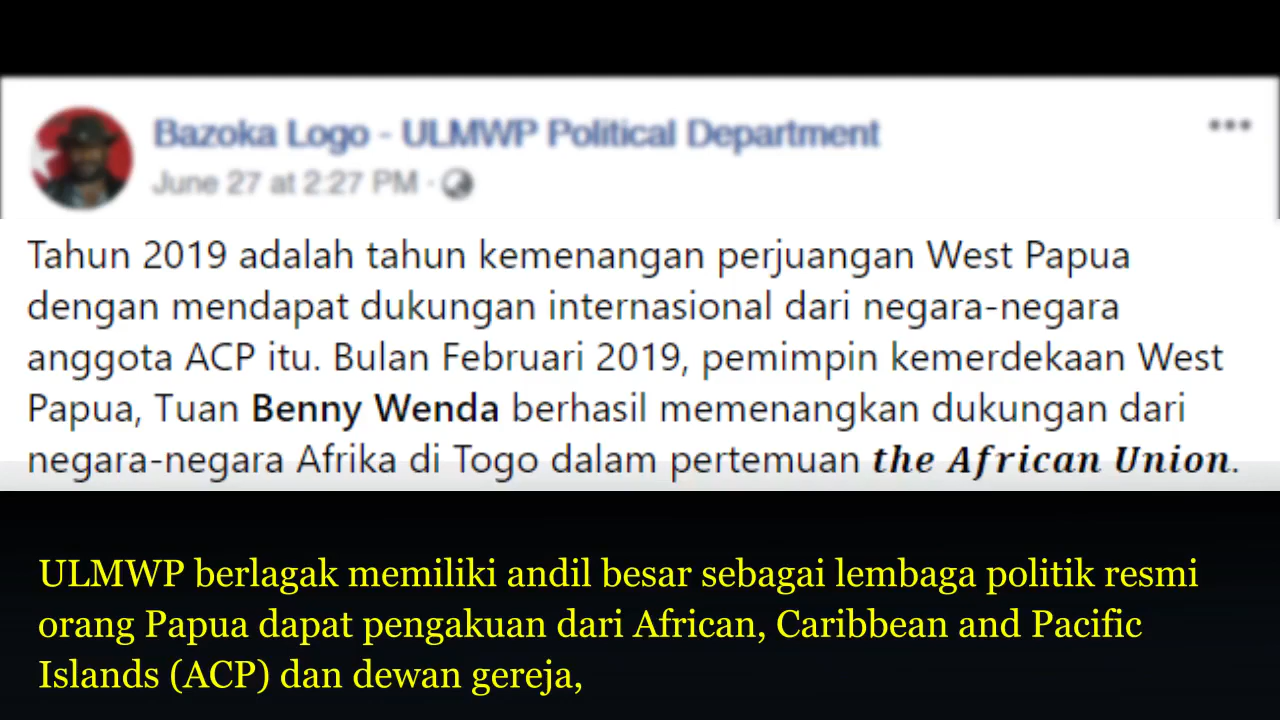 Bazoka Logo - ULMWP Political Department
June 27 at 2:27 PM ·
Tahun 2019 adalah tahun kemenangan perjuangan West Papua
dengan mendapat dukungan internasional dari negara-negara
anggota ACP itu. Bulan Februari 2019, pemimpin kemerdekaan West
Papua, Tuan Benny Wenda berhasil memenangkan dukungan dari
negara-negara Afrika di Togo dalam pertemuan the African Union.
ULMWP berlagak memiliki andil besar sebagai lembaga politik resmi
orang Papua dapat pengakuan dari African, Caribbean and Pacific
Islands (ACP) dan dewan gereja,